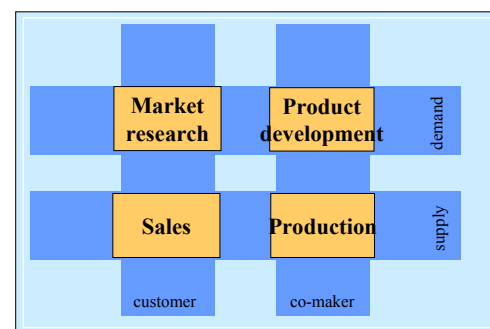 Market
research
Product
development
demand
Sales
Production
supply
customer
co-maker